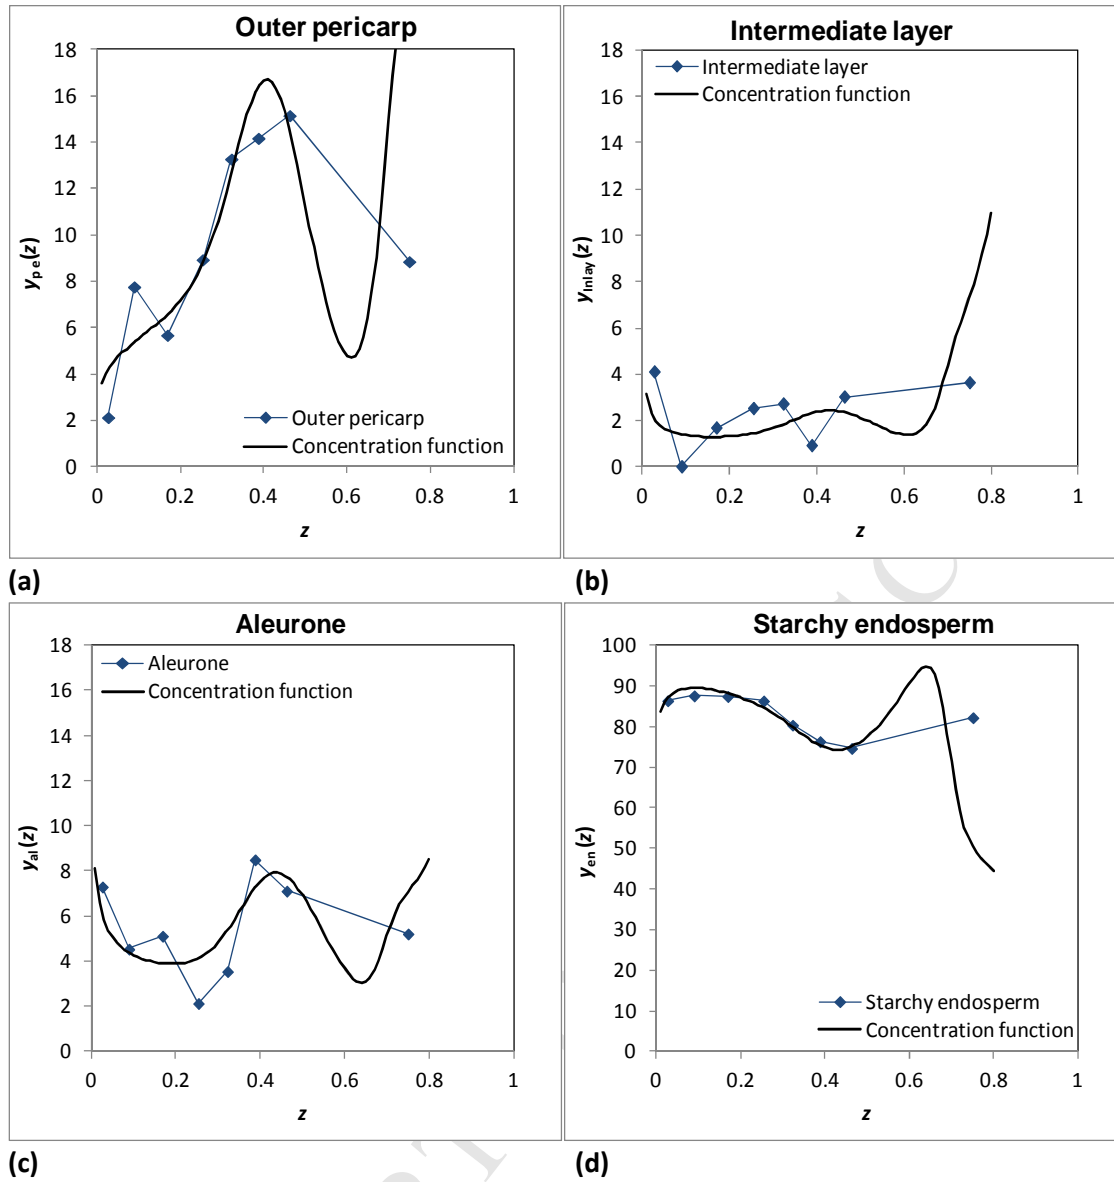 Outer pericarp
18
16
14
12
10
8
6
4
2
0
y pe (z)
Outer pericarp
Concentration function
0 0.2 0.4 0.6 0.8 1
z
(a)
Intermediate layer
18
16
14
12
10
8
6
4
2
0
y Inlay (z)
Intermediate layer
Concentration function
0 0.2 0.4 0.6 0.8 1
z
(b)
Aleurone
18
16
14
12
10
8
6
4
2
0
y al (z)
Aleurone
Concentration function
0 0.2 0.4 0.6 0.8 1
z
(c)
Starchy endosperm
100
90
80
70
60
50
40
30
20
10
0
y en (z)
Starchy endosperm
Concentration function
0 0.2 0.4 0.6 0.8 1
z
(d)